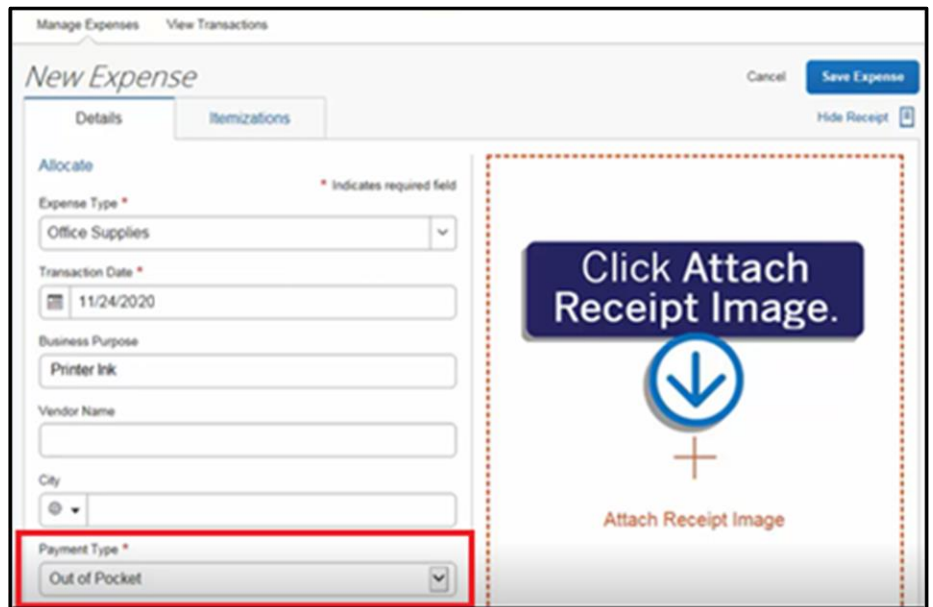 Manage Expenses View Transactions
New Expense
Cancel Save Expense
Details Itemizations
Hide Receipt
Allocate
* Indicates required field
Expense Type *
Office Supplies
Transaction Date *
11/24/2020
Business Purpose
Printer Ink
Vendor Name
City
Payment Type *
Out of Pocket
Click Attach
Receipt Image.
Attach Receipt Image